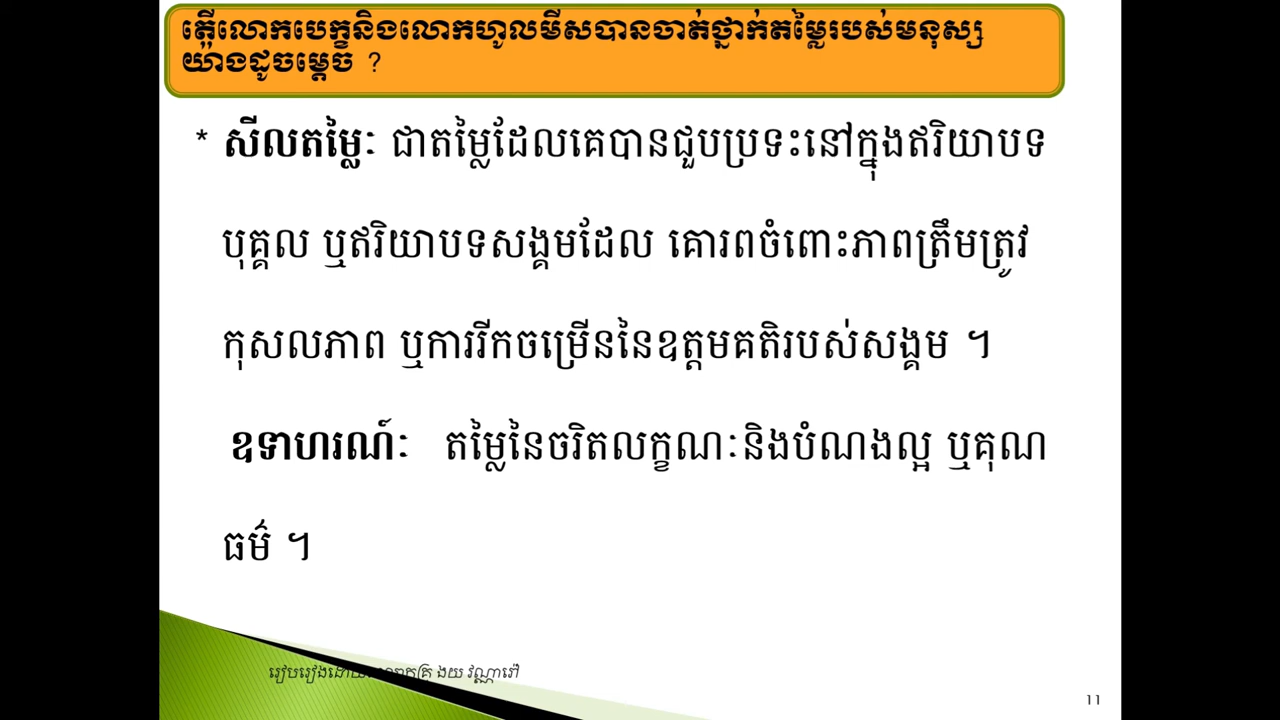 តើលោកបេក្ខនិងលោកហូលមីសបានចាត់ថ្នាក់តម្លៃរបស់មនុស្ស
យ៉ាងដូចម្ដេច ?
* សីលតម្លៃៈ ជាតម្លៃដែលគេបានជួបប្រទះនៅក្នុងឥរិយាបទ
បុគ្គល ឬឥរិយាបទសង្គមដែល គោរពចំពោះភាពត្រឹមត្រូវ
កុសលភាព ឬការរីកចម្រើននៃឧត្តមគតិរបស់សង្គម ។
ឧទាហរណ៍ៈ តម្លៃនៃចរិតលក្ខណៈនិងបំណងល្អ ឬគុណ
ធម៌ ។
រៀបរៀងដោយ ងយ វណ្ណារៅ
11